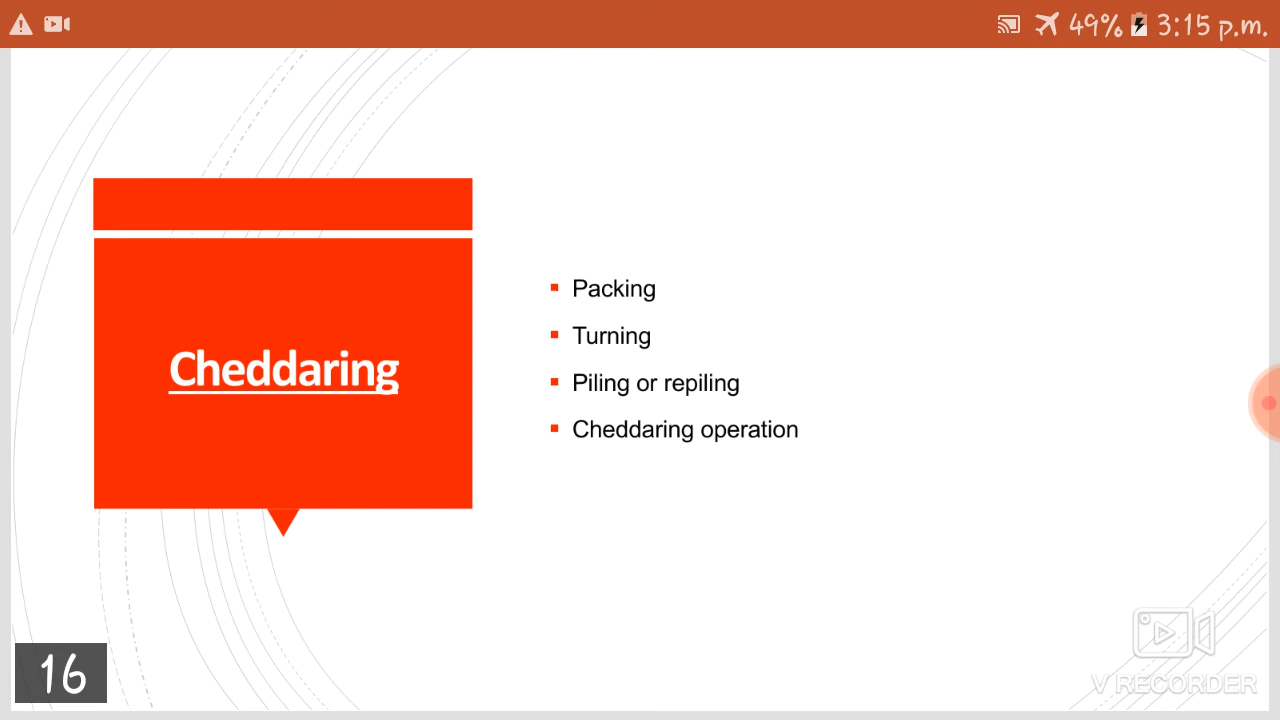 49% 3:15 p.m.
Cheddaring
Packing
Turning
Piling or repiling
Cheddaring operation
16
V RECORDER